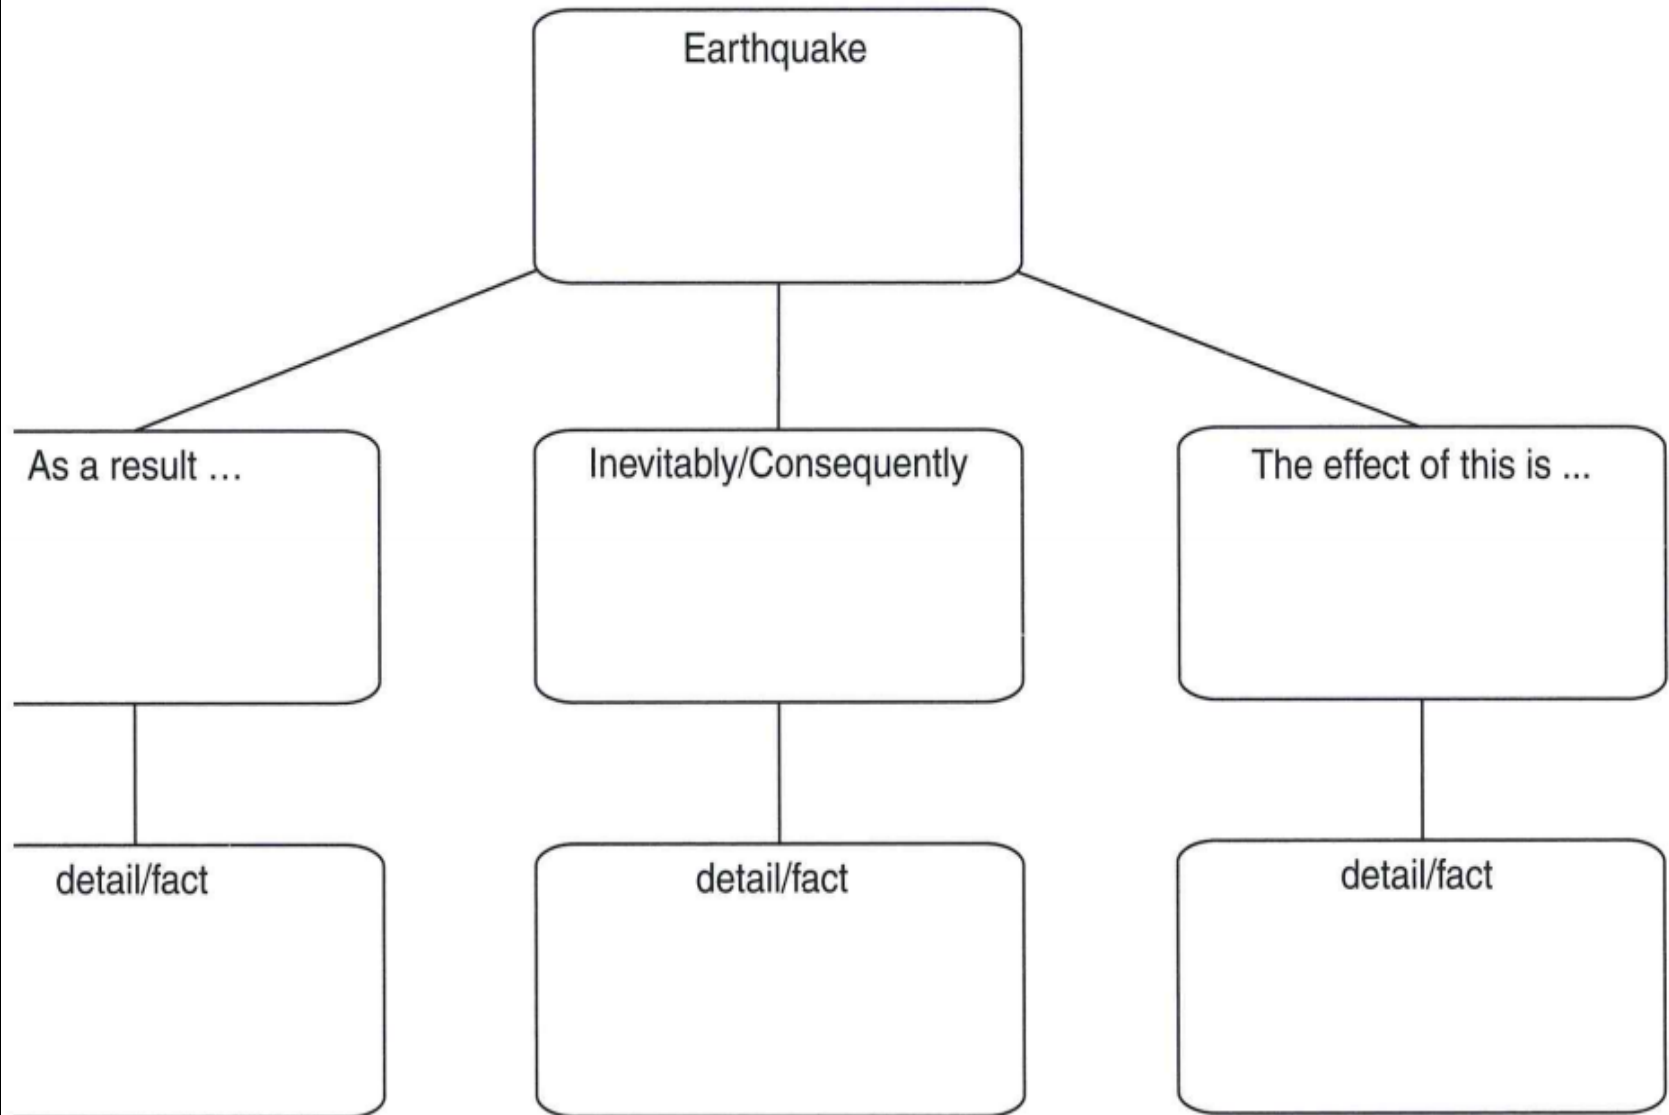 Earthquake
As a result ...
Inevitably/Consequently
The effect of this is ...
detail/fact
detail/fact
detail/fact